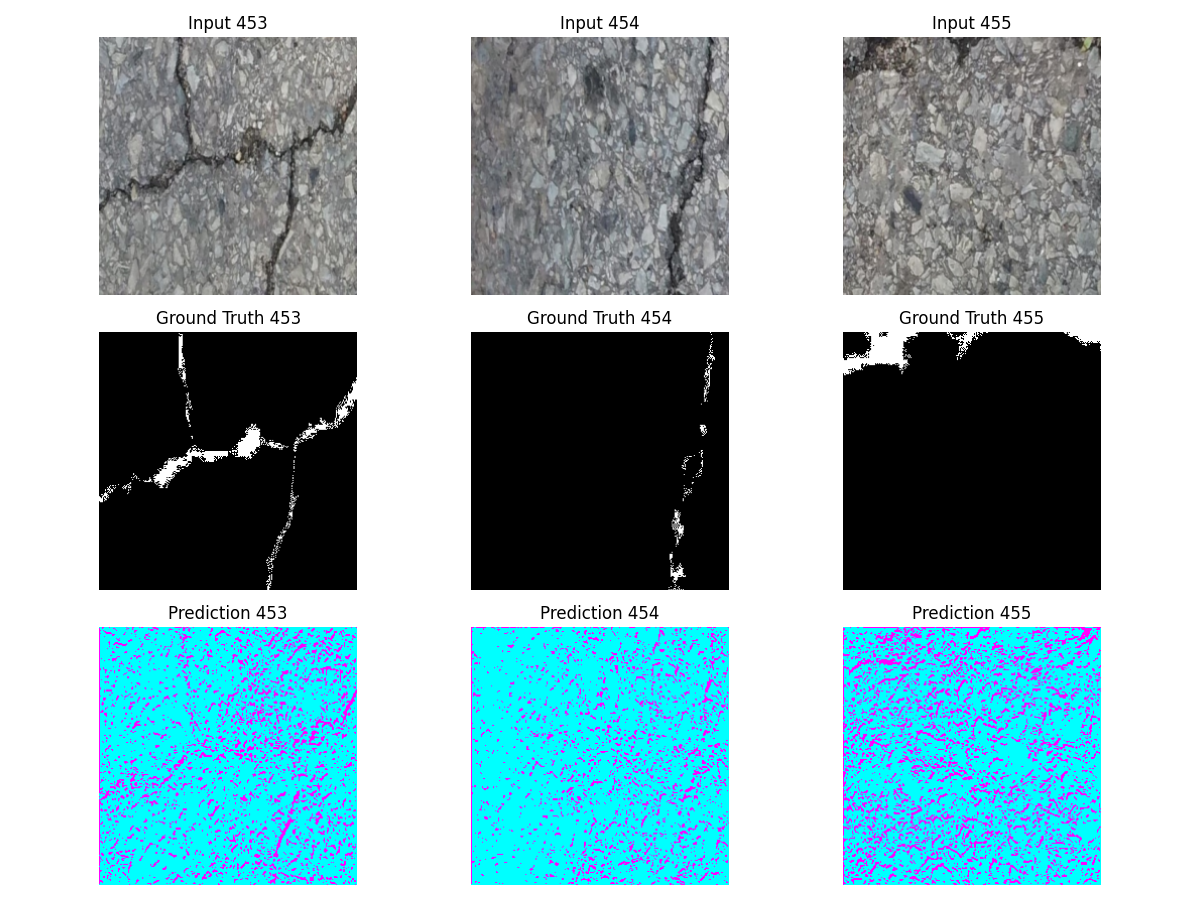 Input 453
Input 454
Input 455
Ground Truth 453
Ground Truth 454
Ground Truth 455
Prediction 453
Prediction 454
Prediction 455